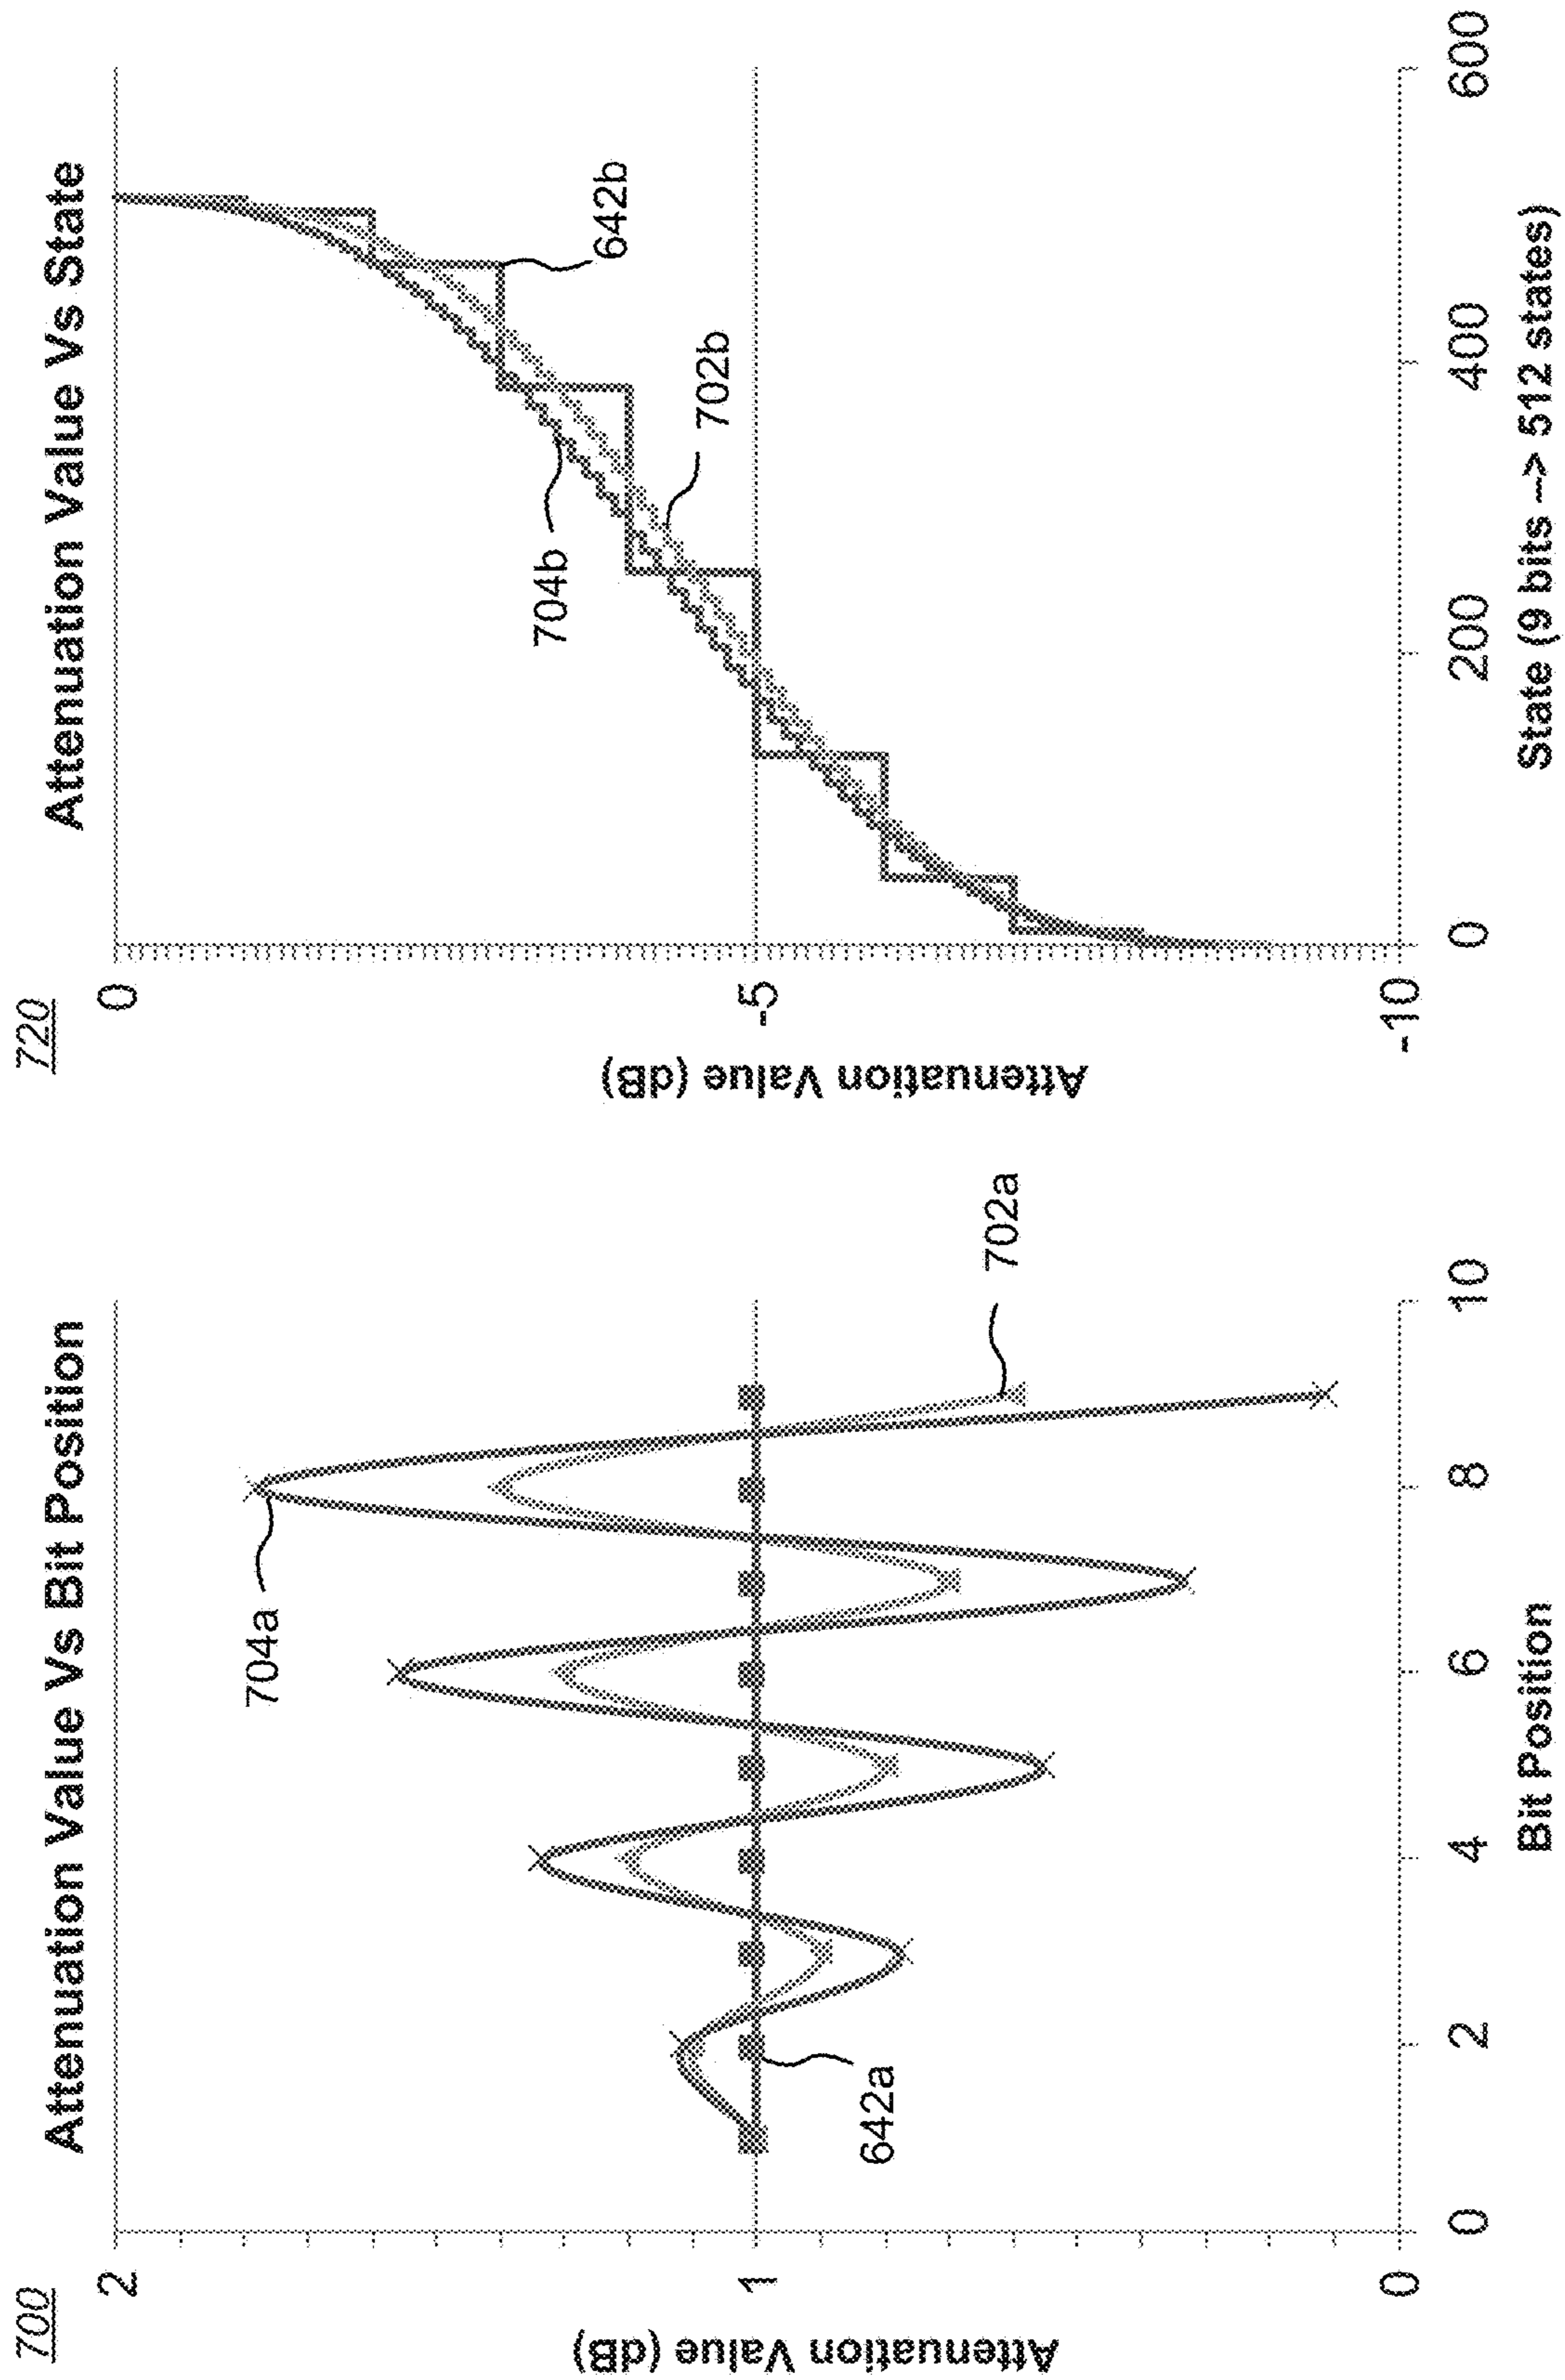 700
Attenuation Value Vs Bit Position
Attenuation Value (dB)
2
1
0
704a
702a
642a
0
2
4
6
8
10
Bit Position
720
Attenuation Value Vs State
Attenuation Value (dB)
0
-5
-10
704b
702b
642b
0
200
400
600
State (9 bits --> 512 states)